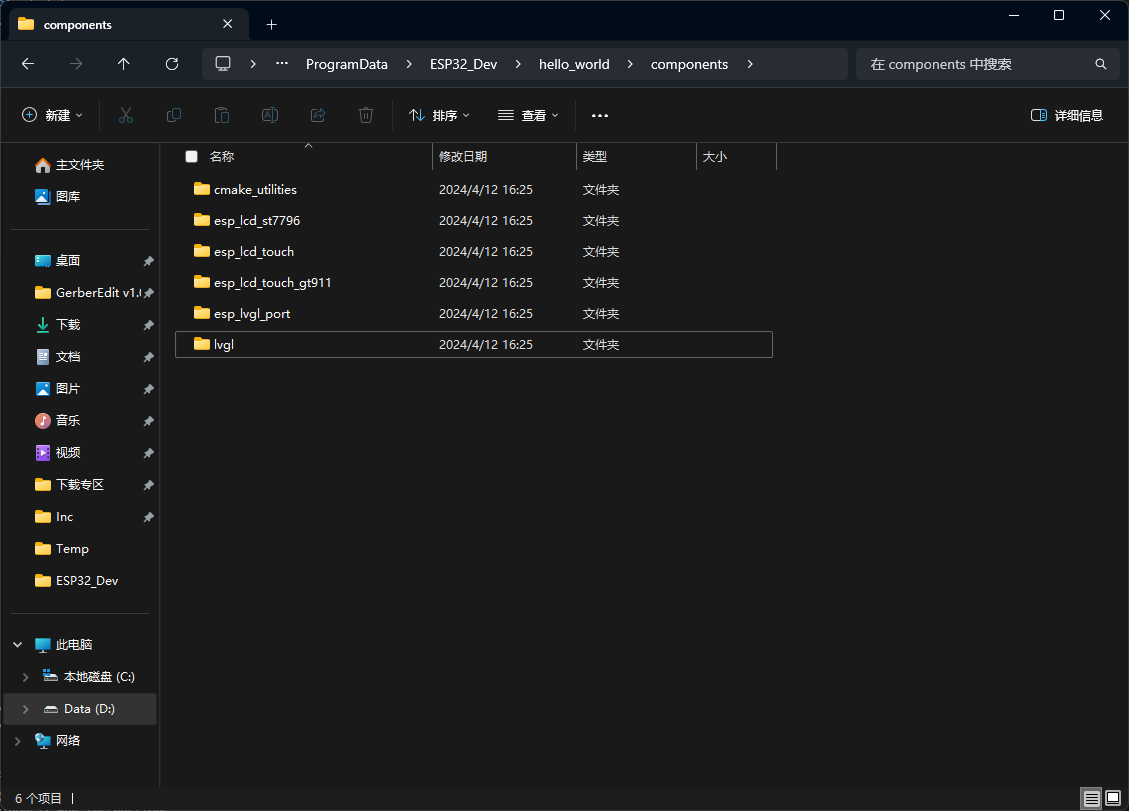 components
ProgramData > ESP32_Dev > hello_world > components >
在 components 中搜索
新建 排序 查看 ... 详细信息
名称 修改日期 类型 大小
cmake_utilities 2024/4/12 16:25 文件夹
esp_lcd_st7796 2024/4/12 16:25 文件夹
esp_lcd_touch 2024/4/12 16:25 文件夹
esp_lcd_touch_gt911 2024/4/12 16:25 文件夹
esp_lvgl_port 2024/4/12 16:25 文件夹
lvgl 2024/4/12 16:25 文件夹
主文件夹
图库
桌面
GerberEdit v1.
下载
文档
图片
音乐
视频
下载专区
Inc
Temp
ESP32_Dev
此电脑
本地磁盘 (C:)
Data (D:)
网络
6 个项目